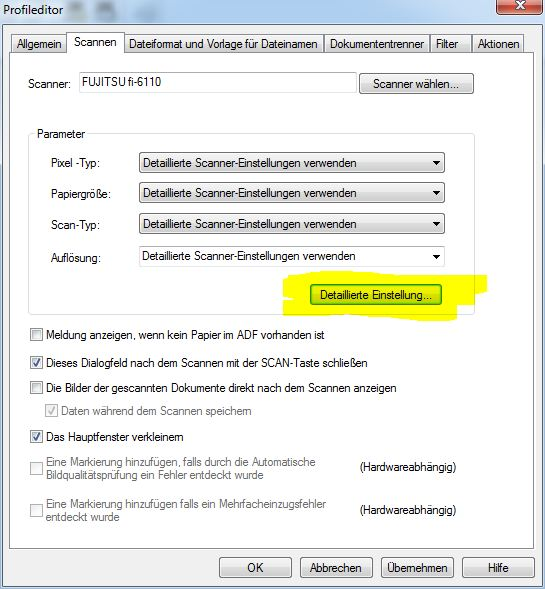 Profileditor
Allgemein Scannen Dateiformat und Vorlage für Dateinamen Dokumententrenner Filter Aktionen
Scanner: FUJITSU fi-6110 Scanner wählen...
Parameter
Pixel -Typ: Detaillierte Scanner-Einstellungen verwenden
Papiergröße: Detaillierte Scanner-Einstellungen verwenden
Scan-Typ: Detaillierte Scanner-Einstellungen verwenden
Auflösung: Detaillierte Scanner-Einstellungen verwenden
Detaillierte Einstellung...
Meldung anzeigen, wenn kein Papier im ADF vorhanden ist
Dieses Dialogfeld nach dem Scannen mit der SCAN-Taste schließen
Die Bilder der gescannten Dokumente direkt nach dem Scannen anzeigen
Daten während dem Scannen speichern
Das Hauptfenster verkleinern
Eine Markierung hinzufügen, falls durch die Automatische
Bildqualitätsprüfung ein Fehler entdeckt wurde (Hardwareabhängig)
Eine Markierung hinzufügen falls ein Mehrfacheinzugsfehler
entdeckt wurde (Hardwareabhängig)
OK Abbrechen Übernehmen Hilfe